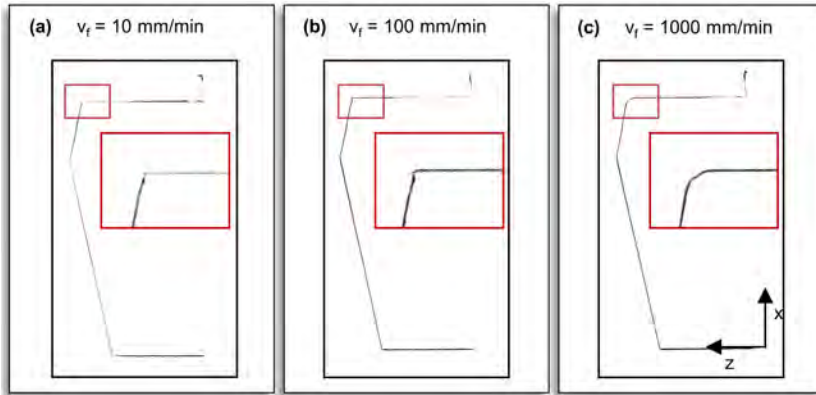 (a) v_f = 10 mm/min
(b) v_f = 100 mm/min
(c) v_f = 1000 mm/min
x
z